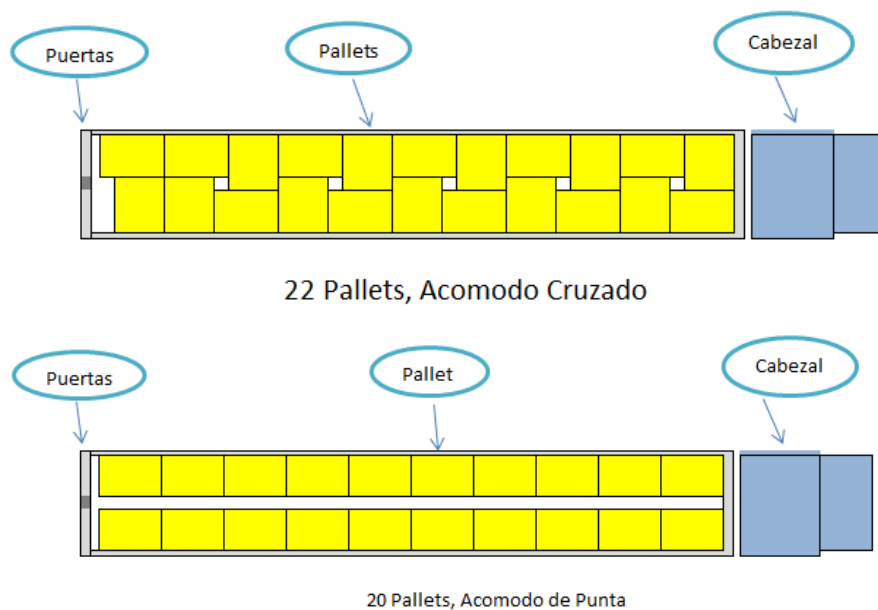 Puertas
Pallets
Cabezal
22 Pallets, Acomodo Cruzado
Puertas
Pallet
Cabezal
20 Pallets, Acomodo de Punta